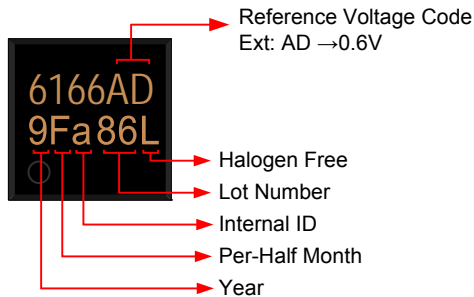 Reference Voltage Code
Ext: AD →0.6V
6166AD
9Fa86L
Halogen Free
Lot Number
Internal ID
Per-Half Month
Year